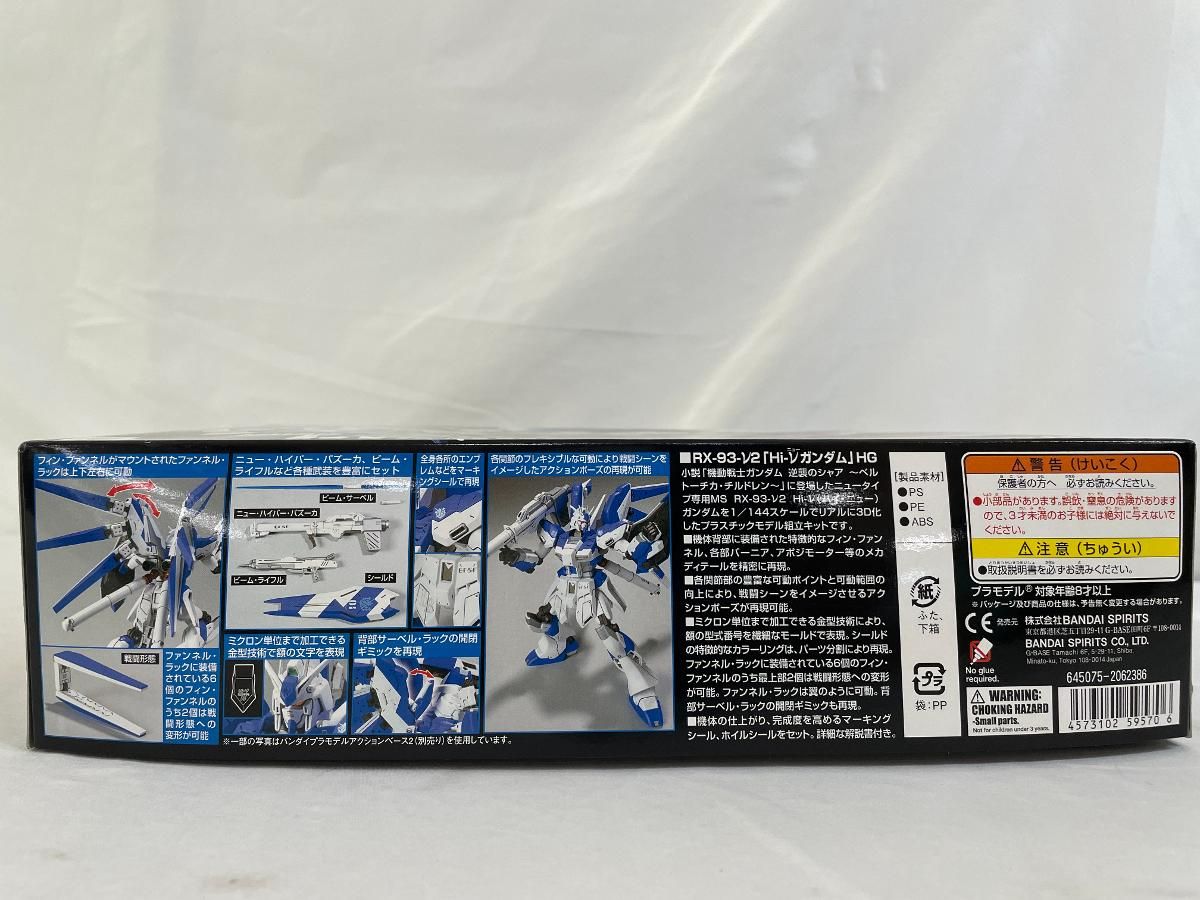 フィン・ファンネルがマウントされたファンネル・
ラックは上下左右に可動
戦闘形態
ファンネル・
ラックに装備
されている6
個のフィン・
ファンネルの
うち2個は戦
闘形態への
変形が可能
ニュー・ハイパー・バズーカ、ビーム・
ライフルなど各種武装を豊富にセット
ビーム・サーベル
ニュー・ハイパー・バズーカ
ビーム・ライフル
シールド
ミクロン単位まで加工できる
金型技術で額の文字を表現
全身各所のエンブ
レムなどをマーキ
ングシールで再現
E.F.S.F
背部サーベル・ラックの開閉
ギミックを再現
各関節のフレキシブルな可動により戦闘シーンを
イメージしたアクションポーズの再現が可能
※一部の写真はバンダイプラモデルアクションベース2(別売り)を使用しています。
■RX-93-ν2「Hi-νガンダム」HG
小説「機動戦士ガンダム 逆襲のシャア ～ベル
トーチカ・チルドレン～」に登場したニュータイ
プ専用MS RX-93-ν2 Hi-ν(ハイ・ニュー)
ガンダムを1/144スケールでリアルに3D化
したプラスチックモデル組立キットです。
■機体背部に装備された特徴的なフィン・ファン
ネル、各部バーニア、アポジモーター等のメカ
ディテールを精密に再現。
■各関節部の豊富な可動ポイントと可動範囲の
向上により、戦闘シーンをイメージさせるアク
ションポーズが再現可能。
■ミクロン単位まで加工できる金型技術により、
額の型式番号を繊細なモールドで表現。シールド
の特徴的なカラーリングは、パーツ分割により再現。
ファンネル・ラックに装備されている6個のフィン・
ファンネルのうち最上部2個は戦闘形態への変
形が可能。ファンネル・ラックは翼のように可動。背
部サーベル・ラックの開閉ギミックも再現。
■機体の仕上がり、完成度を高めるマーキング
シール、ホイルシールをセット。詳細な解説書付き。
[製品素材]
●PS
●PE
●ABS
紙
ふた、
下箱
プラ
袋：PP
⚠警告(けいこく)
保護者の方へ 必ずお読みください。
●小部品があります。誤飲・窒息の危険があります
ので、3才未満のお子様には絶対に与えないで
ください。
⚠注意(ちゅうい)
●取扱説明書を必ずお読みください。
プラモデル® 対象年齢8才以上
※パッケージ及び商品の仕様は、予告無く変更する場合があります。
No glue
required.
CE
発売元
株式会社BANDAI SPIRITS
東京都港区芝五丁目29-11 G-BASE田町6F 〒108-0014
BANDAI SPIRITS CO., LTD.
G-BASE Tamachi 6F, 5-29-11, Shiba,
Minato-ku, Tokyo 108-0014 Japan
⚠WARNING:
CHOKING HAZARD
-Small parts.
Not for children under 3 years.
645075-2062386
4573102 595706